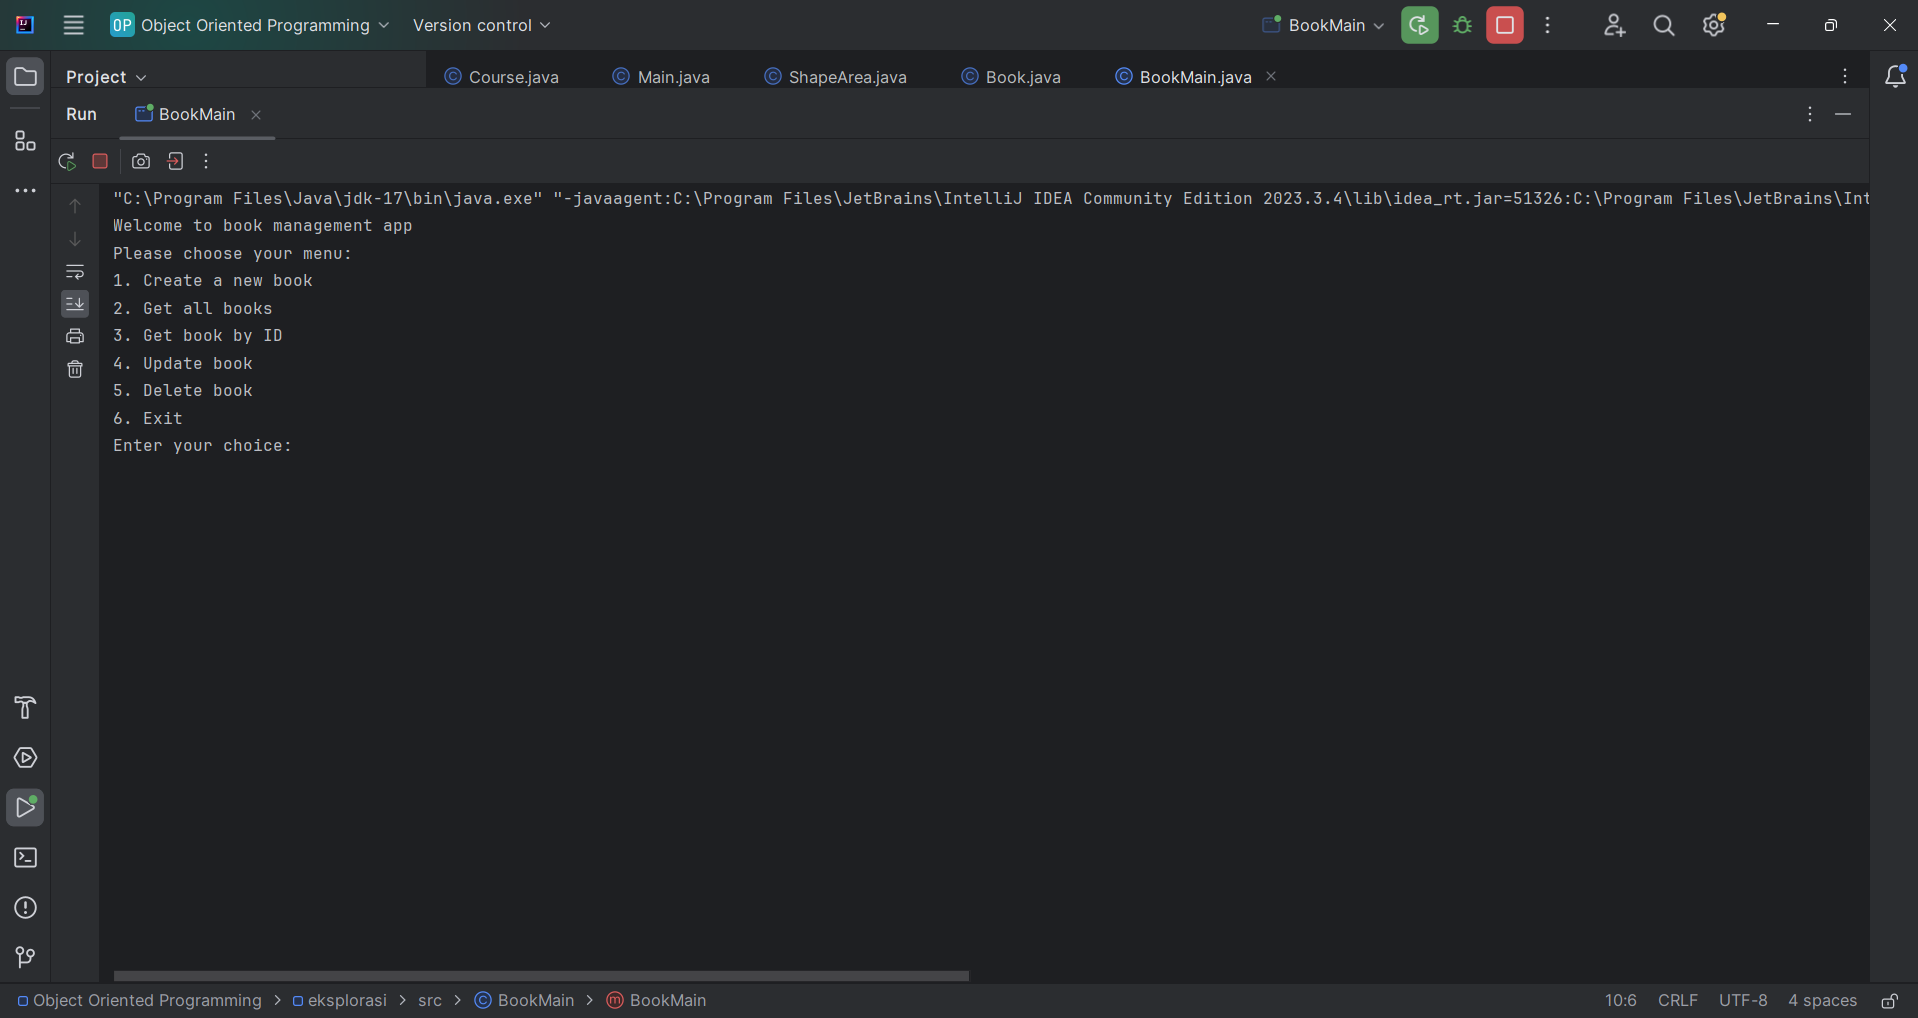 OP Object Oriented Programming Version control BookMain
Project Course.java Main.java ShapeArea.java Book.java BookMain.java
Run BookMain
"C:\Program Files\Java\jdk-17\bin\java.exe" "-javaagent:C:\Program Files\JetBrains\IntelliJ IDEA Community Edition 2023.3.4\lib\idea_rt.jar=51326:C:\Program Files\JetBrains\Int
Welcome to book management app
Please choose your menu:
1. Create a new book
2. Get all books
3. Get book by ID
4. Update book
5. Delete book
6. Exit
Enter your choice:
Object Oriented Programming > eksplorasi > src > BookMain > BookMain 10:6 CRLF UTF-8 4 spaces